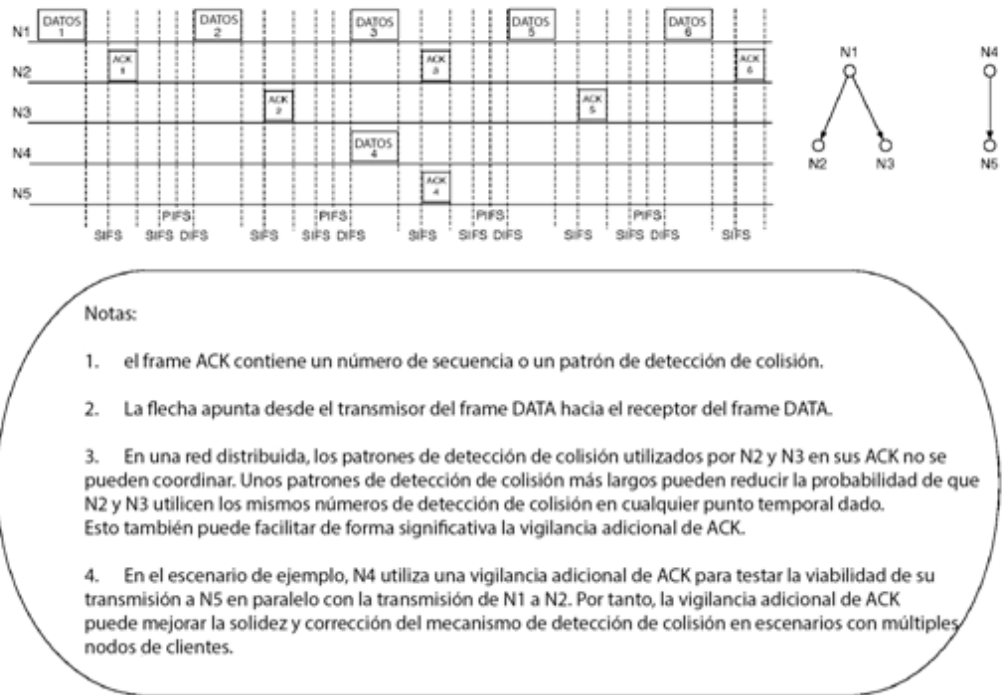 N1 DATOS 1 DATOS 2 DATOS 3 DATOS 5 DATOS 6
N2 ACK 1 ACK 3 ACK 6
N3 ACK 2 ACK 5
N4 DATOS 4
N5 ACK 4
PIFS PIFS PIFS PIFS
SIFS SIFS DIFS SIFS SIFS DIFS SIFS SIFS DIFS SIFS SIFS DIFS SIFS
N1 N4
N2 N3 N5
Notas:
1. el frame ACK contiene un número de secuencia o un patrón de detección de colisión.
2. La flecha apunta desde el transmisor del frame DATA hacia el receptor del frame DATA.
3. En una red distribuida, los patrones de detección de colisión utilizados por N2 y N3 en sus ACK no se
pueden coordinar. Unos patrones de detección de colisión más largos pueden reducir la probabilidad de que
N2 y N3 utilicen los mismos números de detección de colisión en cualquier punto temporal dado.
Esto también puede facilitar de forma significativa la vigilancia adicional de ACK.
4. En el escenario de ejemplo, N4 utiliza una vigilancia adicional de ACK para testar la viabilidad de su
transmisión a N5 en paralelo con la transmisión de N1 a N2. Por tanto, la vigilancia adicional de ACK
puede mejorar la solidez y corrección del mecanismo de detección de colisión en escenarios con múltiples
nodos de clientes.